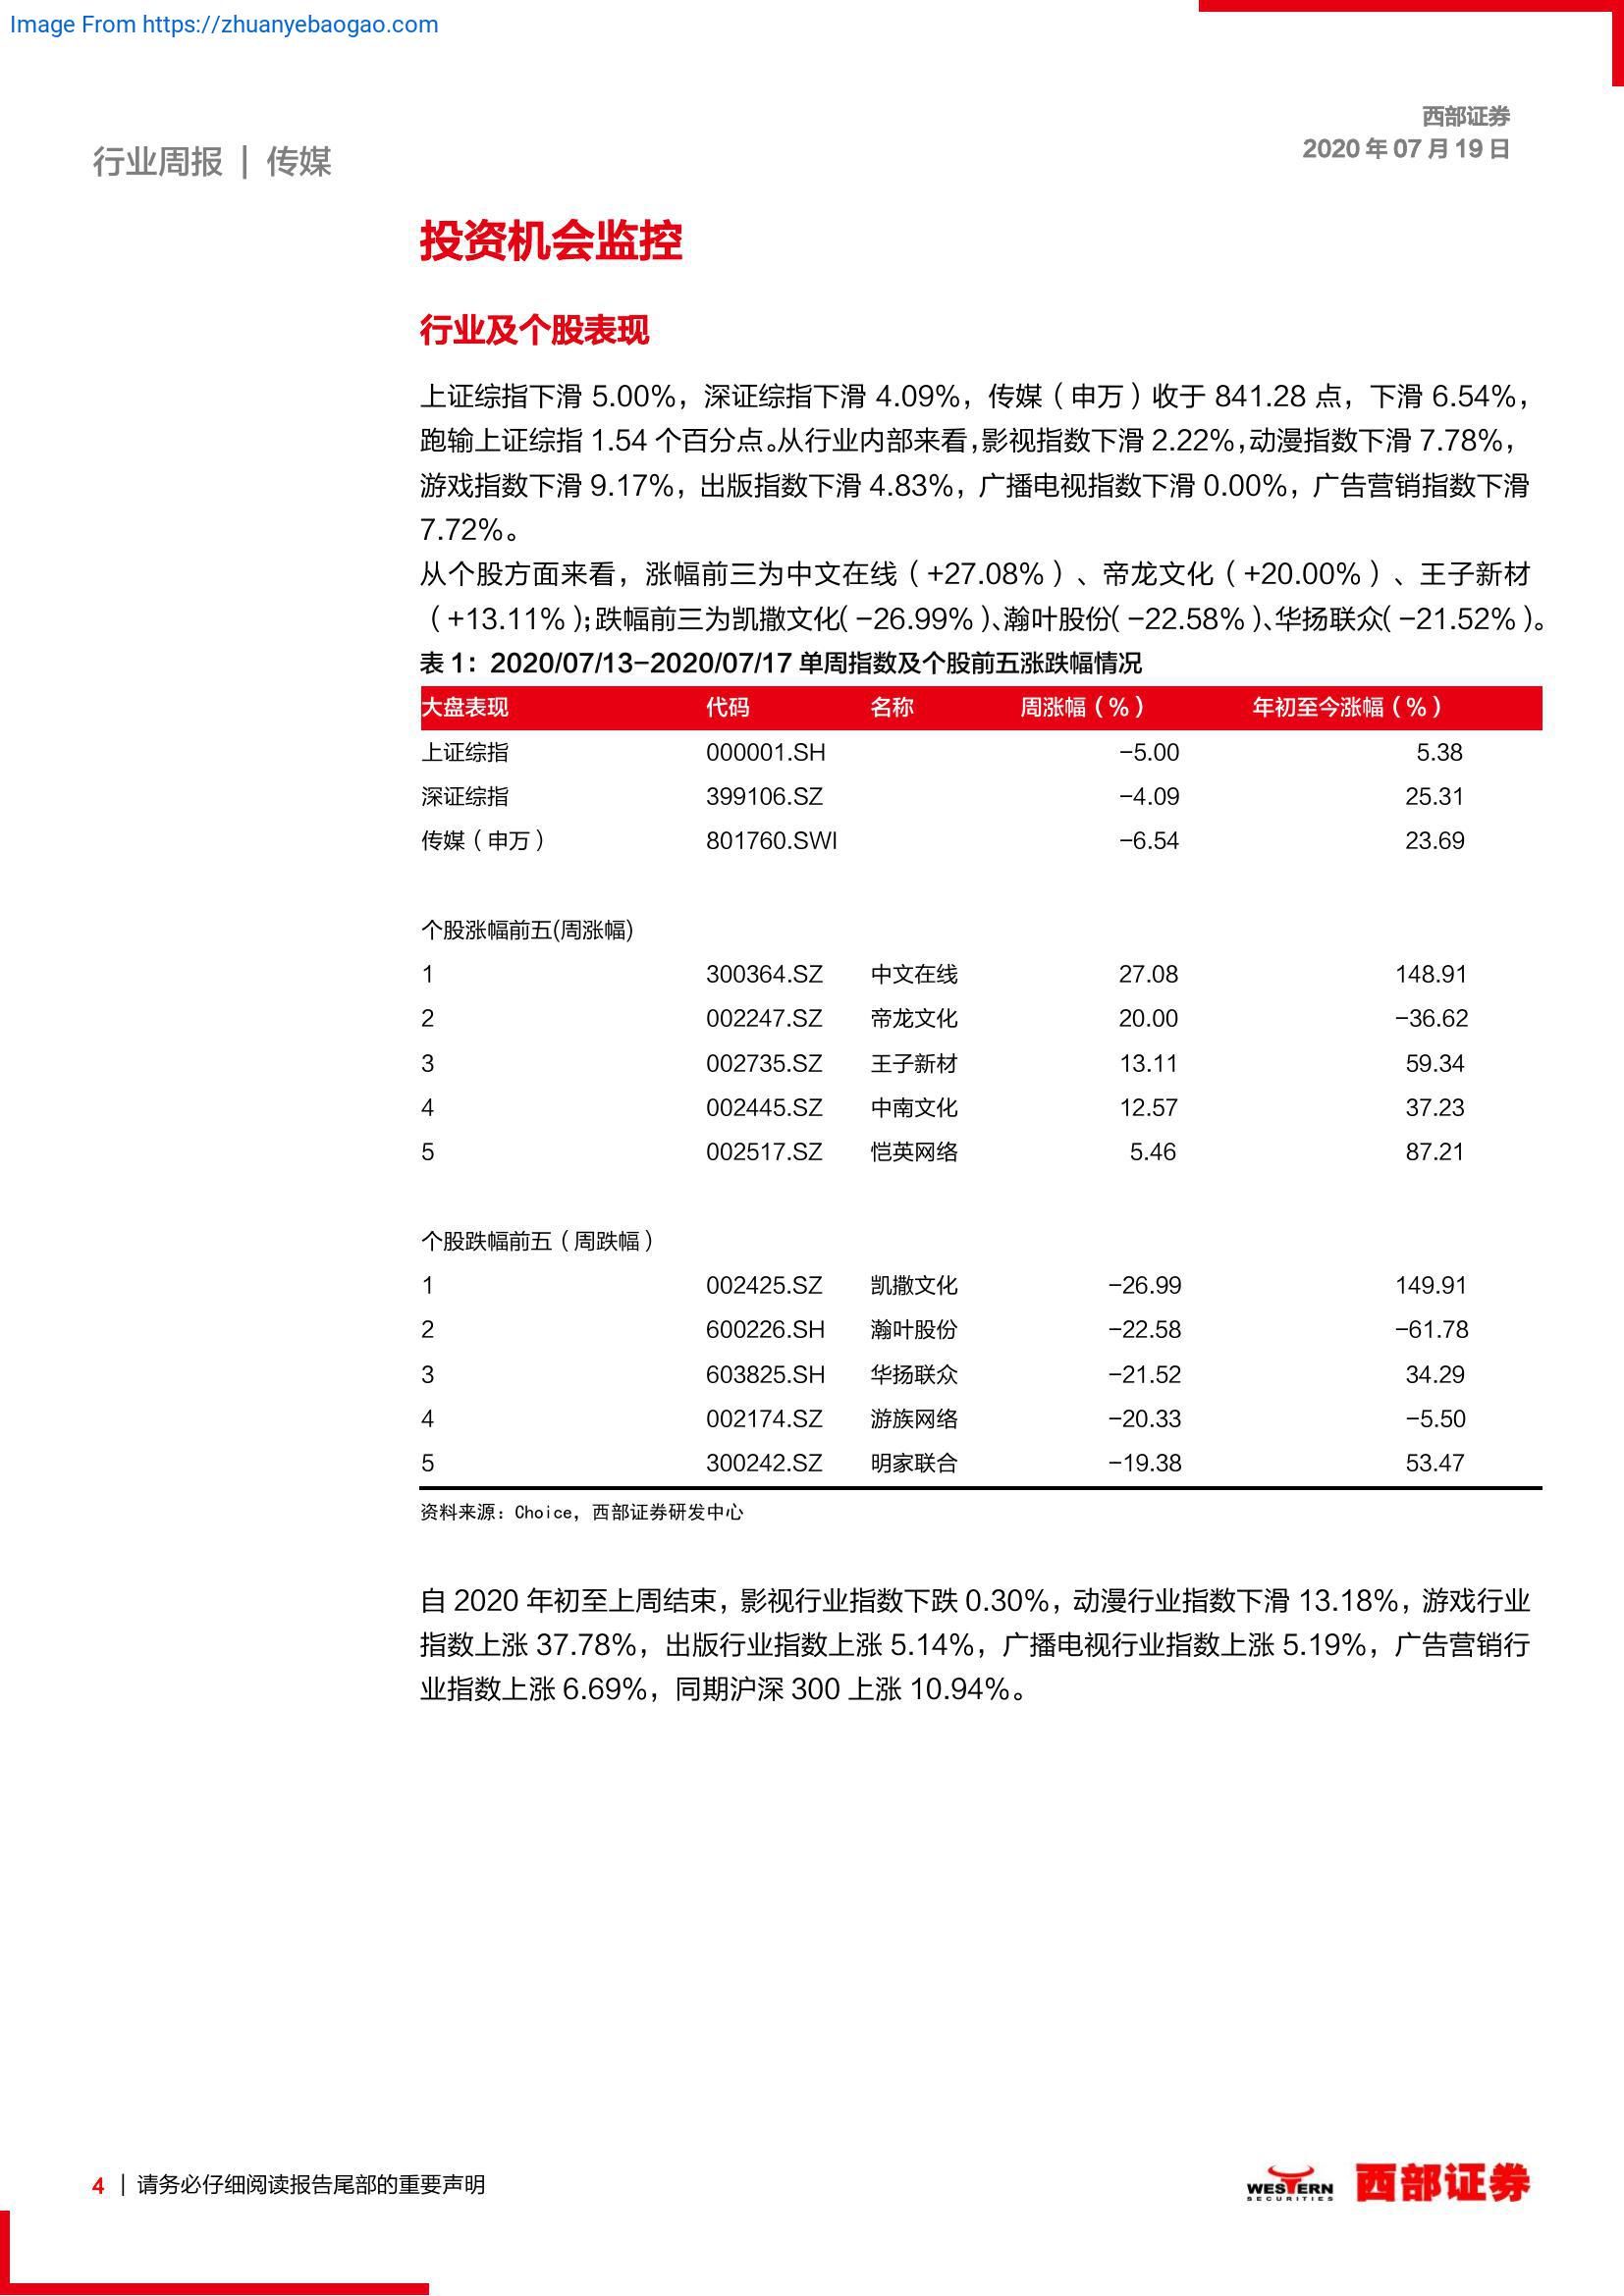 Image From https://zhuanyebaogao.com
西部证券
2020 年 07 月 19 日
行业周报 | 传媒
投资机会监控
行业及个股表现
上证综指下滑 5.00%，深证综指下滑 4.09%，传媒（申万）收于 841.28 点，下滑 6.54%，
跑输上证综指 1.54 个百分点。从行业内部来看，影视指数下滑 2.22%，动漫指数下滑 7.78%，
游戏指数下滑 9.17%，出版指数下滑 4.83%，广播电视指数下滑 0.00%，广告营销指数下滑
7.72%。
从个股方面来看，涨幅前三为中文在线（+27.08%）、帝龙文化（+20.00%）、王子新材
（+13.11%）；跌幅前三为凯撒文化（-26.99%）、瀚叶股份（-22.58%）、华扬联众（-21.52%）。
表 1：2020/07/13-2020/07/17 单周指数及个股前五涨跌幅情况
大盘表现 代码 名称 周涨幅（%） 年初至今涨幅（%）
上证综指 000001.SH -5.00 5.38
深证综指 399106.SZ -4.09 25.31
传媒（申万） 801760.SWI -6.54 23.69
个股涨幅前五(周涨幅)
1 300364.SZ 中文在线 27.08 148.91
2 002247.SZ 帝龙文化 20.00 -36.62
3 002735.SZ 王子新材 13.11 59.34
4 002445.SZ 中南文化 12.57 37.23
5 002517.SZ 恺英网络 5.46 87.21
个股跌幅前五（周跌幅）
1 002425.SZ 凯撒文化 -26.99 149.91
2 600226.SH 瀚叶股份 -22.58 -61.78
3 603825.SH 华扬联众 -21.52 34.29
4 002174.SZ 游族网络 -20.33 -5.50
5 300242.SZ 明家联合 -19.38 53.47
资料来源：Choice，西部证券研发中心
自 2020 年初至上周结束，影视行业指数下跌 0.30%，动漫行业指数下滑 13.18%，游戏行业
指数上涨 37.78%，出版行业指数上涨 5.14%，广播电视行业指数上涨 5.19%，广告营销行
业指数上涨 6.69%，同期沪深 300 上涨 10.94%。
4 | 请务必仔细阅读报告尾部的重要声明
WESTERN
SECURITIES
西部证券